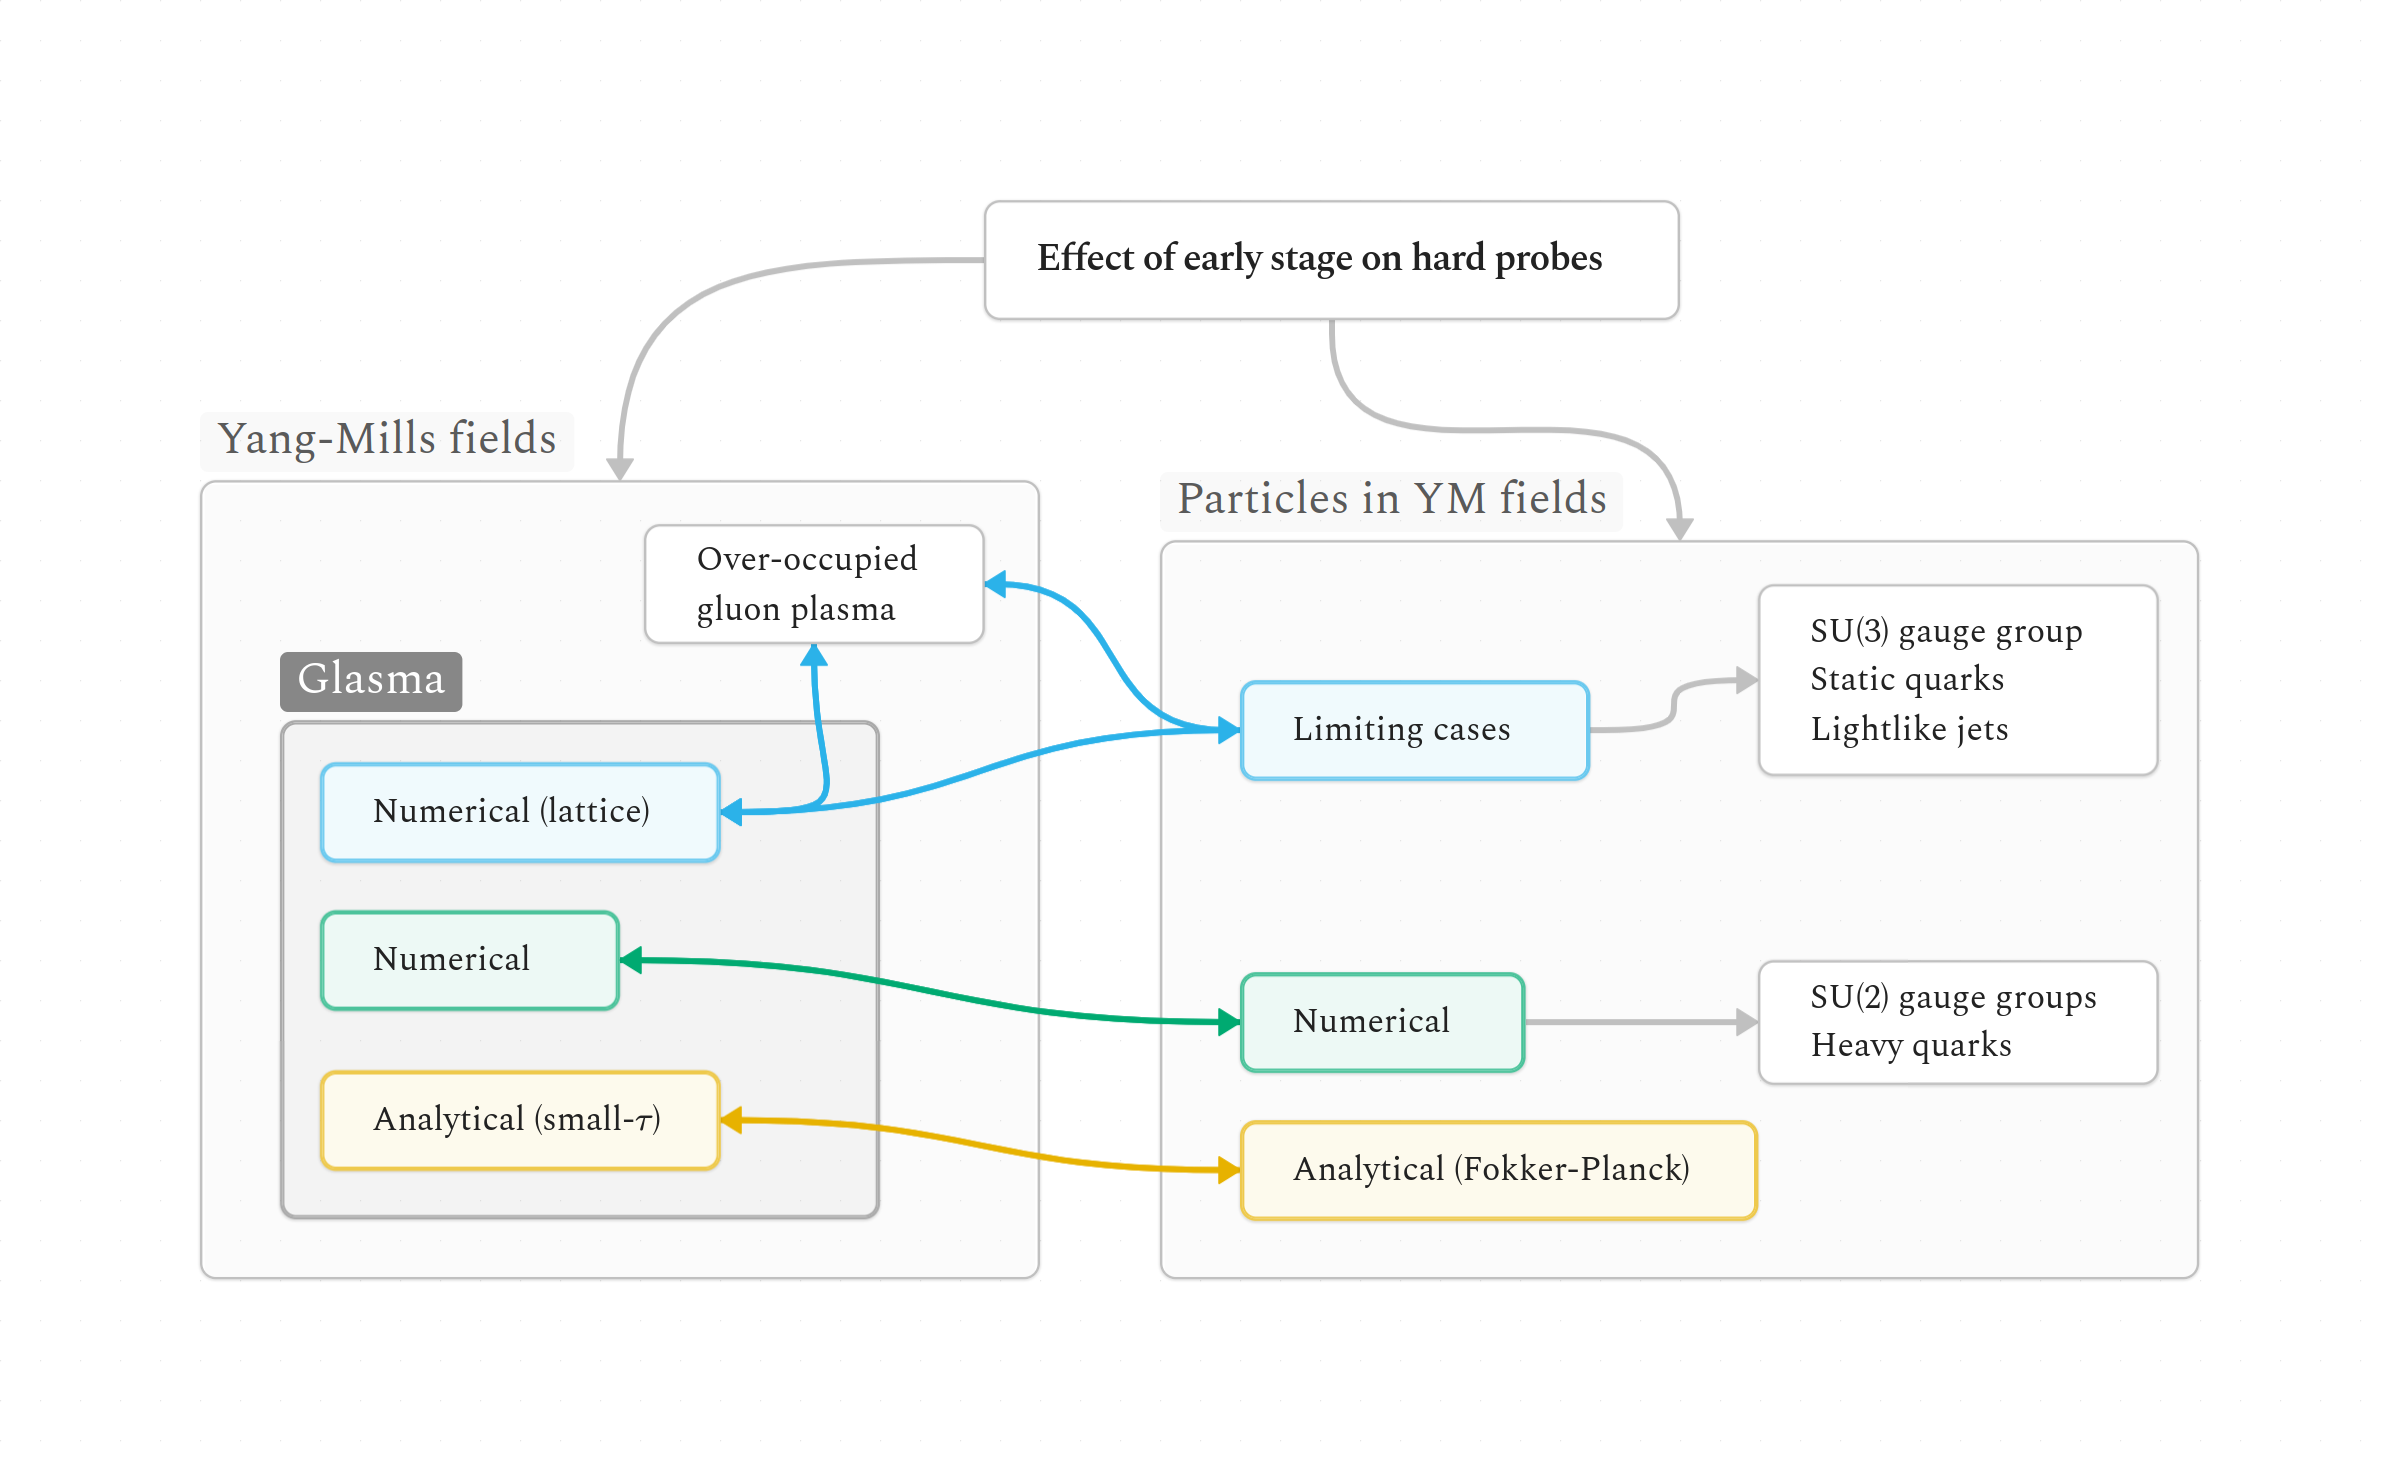 Effect of early stage on hard probes
Yang-Mills fields
Over-occupied
gluon plasma
Glasma
Numerical (lattice)
Numerical
Analytical (small-τ)
Particles in YM fields
Limiting cases
SU(3) gauge group
Static quarks
Lightlike jets
Numerical
SU(2) gauge groups
Heavy quarks
Analytical (Fokker-Planck)